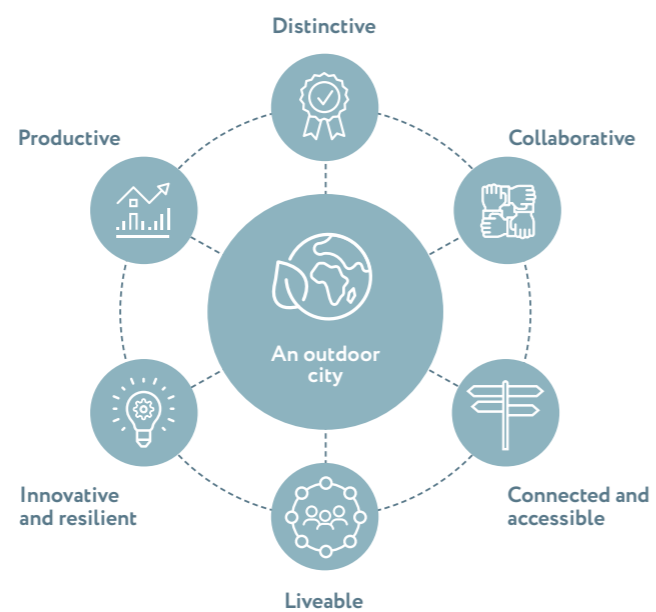 Distinctive
Productive
Collaborative
An outdoor
city
Innovative
and resilient
Connected and
accessible
Liveable